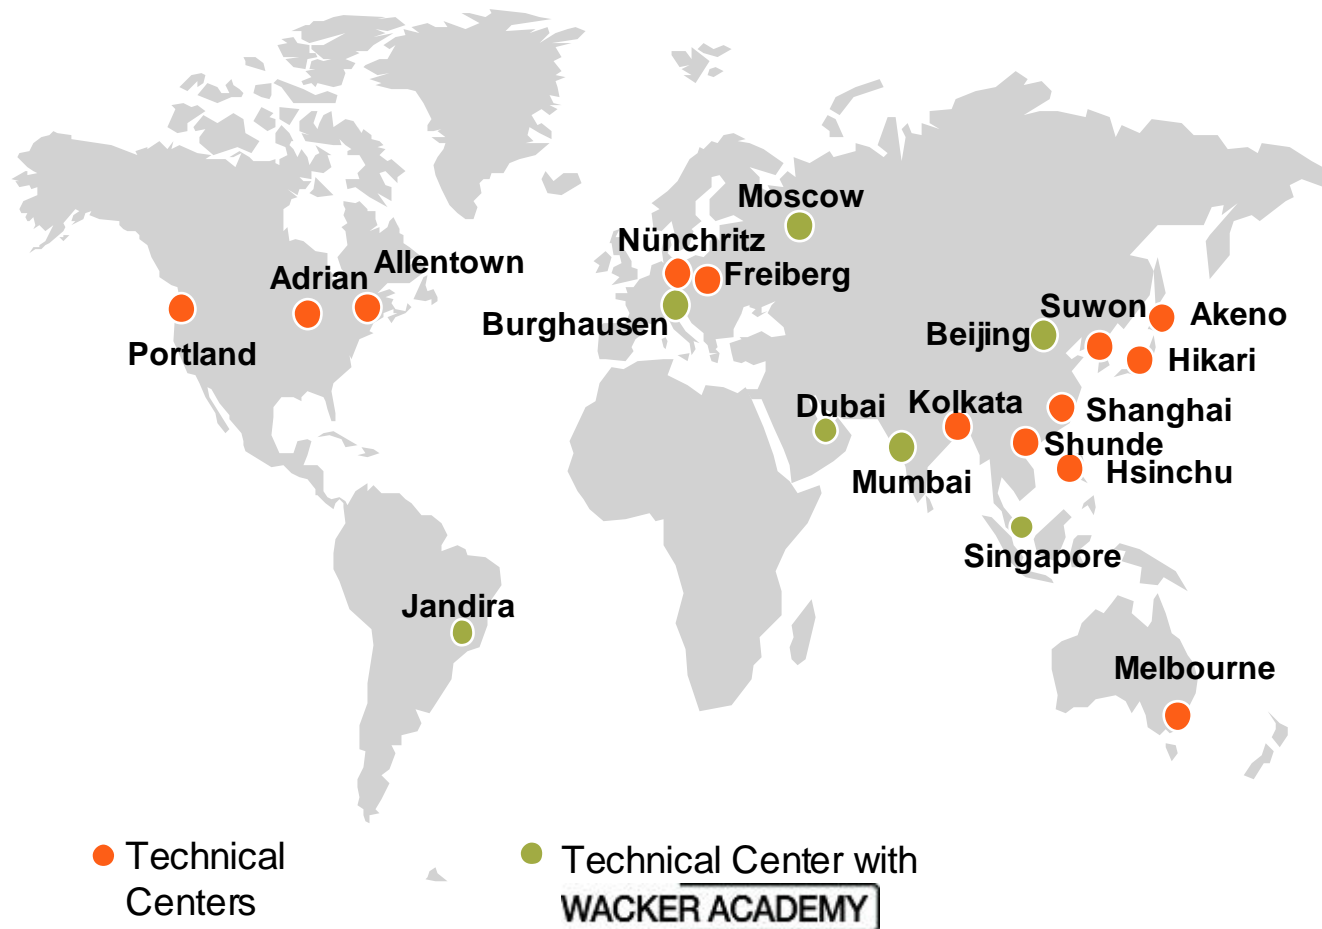 Moscow
Nünchritz
Allentown
Adrian
Freiberg
Suwon
Akeno
Burghausen
Beijing
Portland
Hikari
Dubai
Kolkata
Shanghai
Shunde
Mumbai
Hsinchu
Singapore
Jandira
Melbourne
Technical
Centers
Technical Center with
WACKER ACADEMY